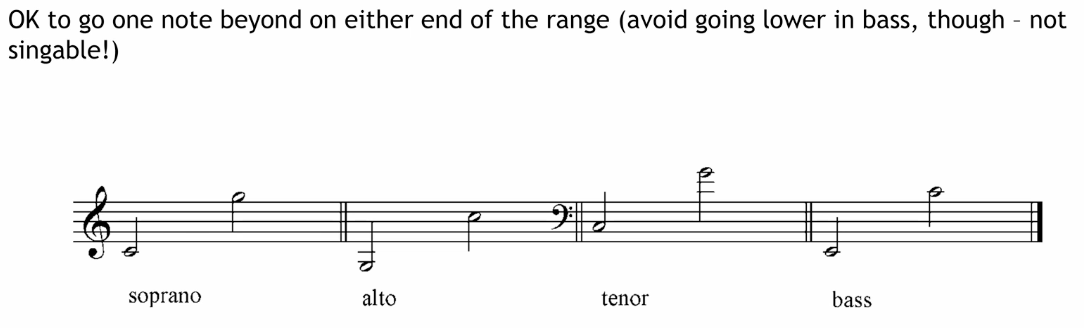 OK to go one note beyond on either end of the range (avoid going lower in bass, though - not
singable!)
soprano
alto
tenor
bass